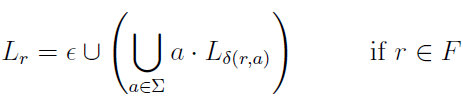 L_r = ϵ ∪ ( ⋃_{a∈Σ} a · L_{δ(r,a)} ) if r ∈ F